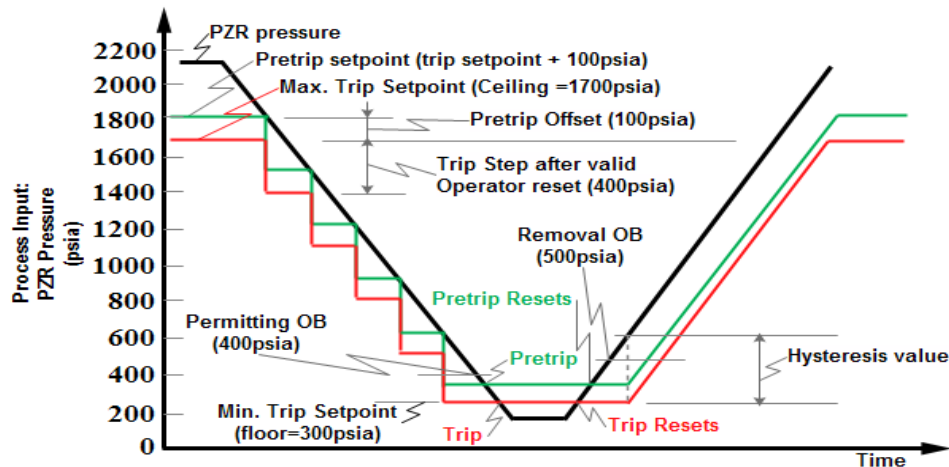 PZR pressure
Pretrip setpoint (trip setpoint + 100psia)
Max. Trip Setpoint (Ceiling =1700psia)
Pretrip Offset (100psia)
Trip Step after valid
Operator reset (400psia)
Removal OB
(500psia)
Pretrip Resets
Permitting OB
(400psia)
Pretrip
Hysteresis value
Min. Trip Setpoint
(floor=300psia)
Trip
Trip Resets
Time
Process Input:
PZR Pressure
(psia)
2200
2000
1800
1600
1400
1200
1000
800
600
400
200
0